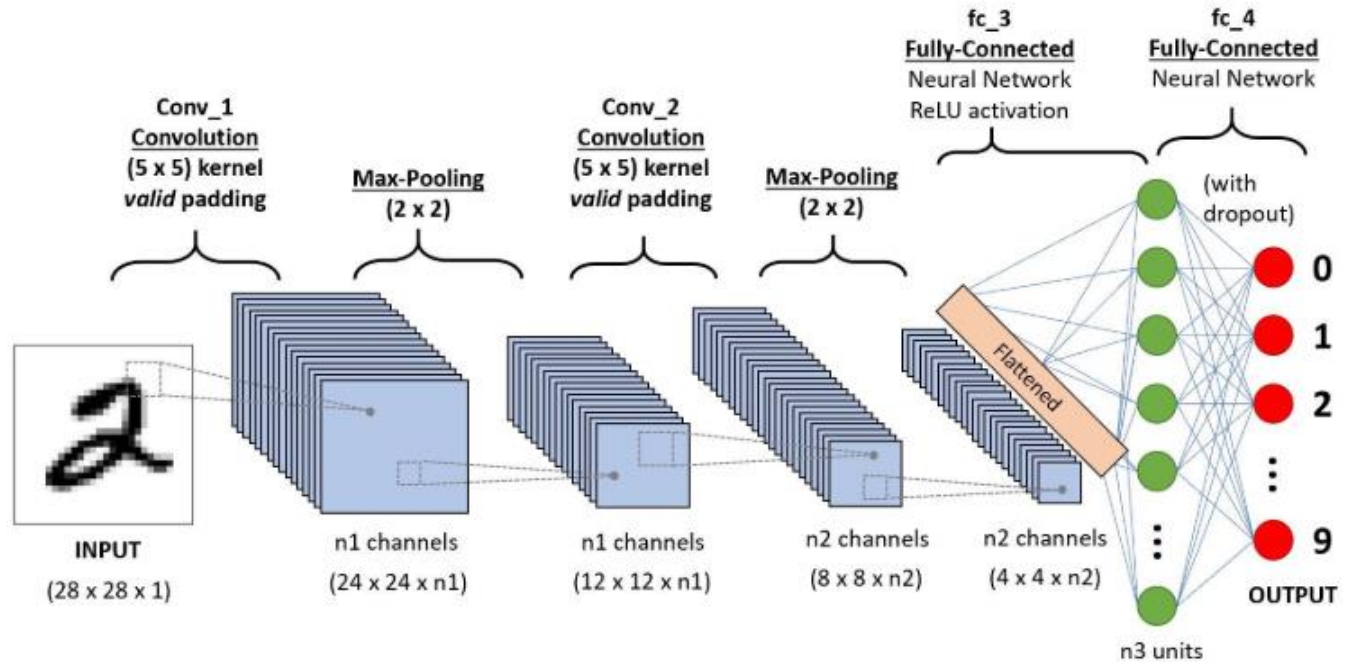 Conv_1
Convolution
(5 x 5) kernel
valid padding
Max-Pooling
(2 x 2)
Conv_2
Convolution
(5 x 5) kernel
valid padding
Max-Pooling
(2 x 2)
fc_3
Fully-Connected
Neural Network
ReLU activation
fc_4
Fully-Connected
Neural Network
(with
dropout)
Flattened
0
1
2
...
9
...
INPUT
(28 x 28 x 1)
n1 channels
(24 x 24 x n1)
n1 channels
(12 x 12 x n1)
n2 channels
(8 x 8 x n2)
n2 channels
(4 x 4 x n2)
n3 units
OUTPUT
2